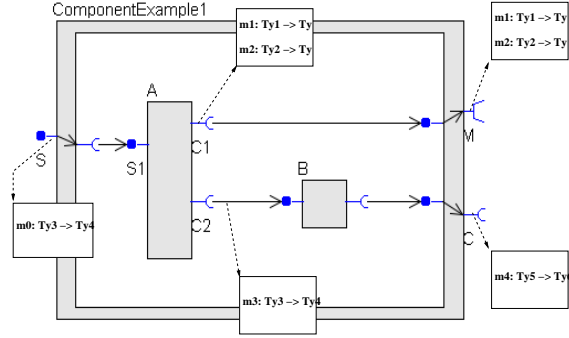 ComponentExample1
m1: Ty1 –> Ty
m2: Ty2 –> Ty
m1: Ty1 –> Ty
m2: Ty2 –> Ty
A
S
S1
C1
M
B
C2
C
m0: Ty3 –> Ty4
m3: Ty3 –> Ty4
m4: Ty5 –> Ty